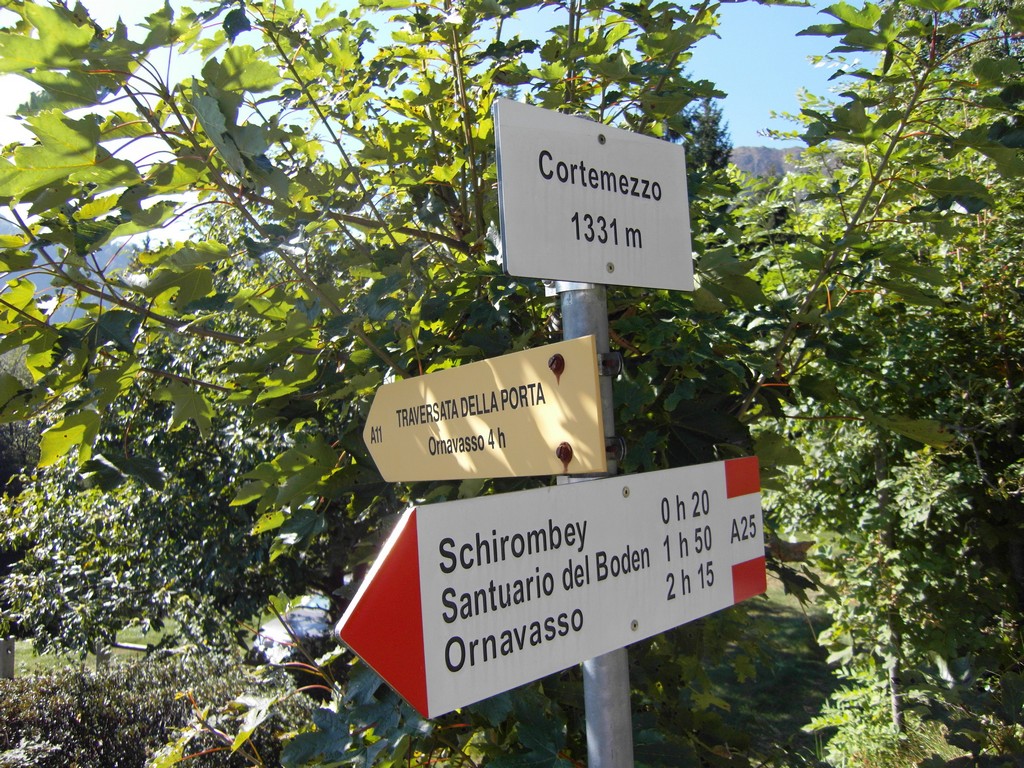 Cortemezzo
1331 m
A11
TRAVERSATA DELLA PORTA
Ornavasso 4 h
Schirombey 0 h 20
Santuario del Boden 1 h 50
Ornavasso 2 h 15
A25